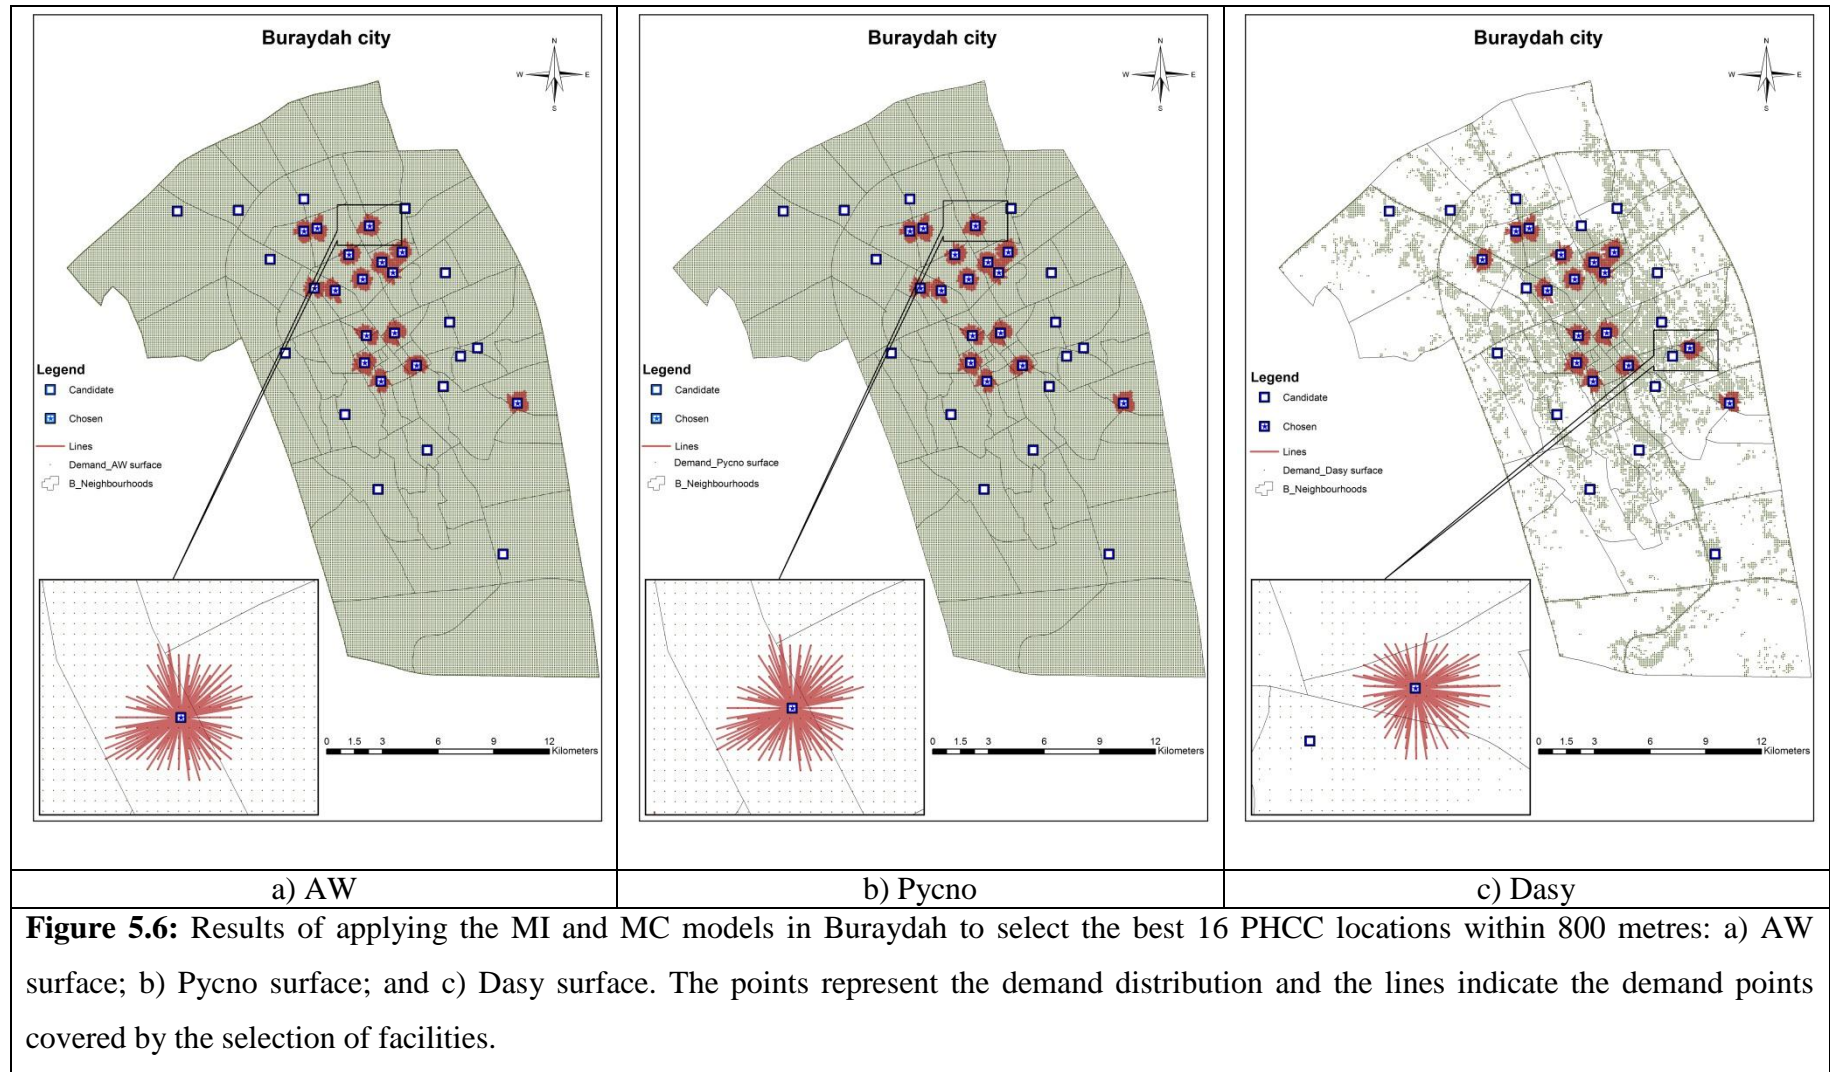 Buraydah city
N
W E
S
Legend
Candidate
Chosen
Lines
Demand_AW surface
B_Neighbourhoods
0 1.5 3 6 9 12
Kilometers
Buraydah city
N
W E
S
Legend
Candidate
Chosen
Lines
Demand_Pycno surface
B_Neighbourhoods
0 1.5 3 6 9 12
Kilometers
Buraydah city
N
W E
S
Legend
Candidate
Chosen
Lines
Demand_Dasy surface
B_Neighbourhoods
0 1.5 3 6 9 12
Kilometers
a) AW
b) Pycno
c) Dasy
Figure 5.6: Results of applying the MI and MC models in Buraydah to select the best 16 PHCC locations within 800 metres: a) AW
surface; b) Pycno surface; and c) Dasy surface. The points represent the demand distribution and the lines indicate the demand points
covered by the selection of facilities.